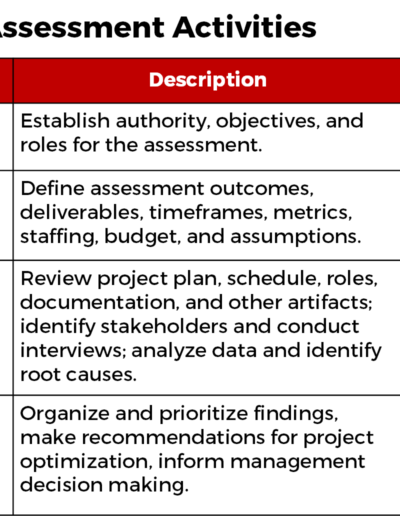 Assessment Activities
Description
Establish authority, objectives, and
roles for the assessment.
Define assessment outcomes,
deliverables, timeframes, metrics,
staffing, budget, and assumptions.
Review project plan, schedule, roles,
documentation, and other artifacts;
identify stakeholders and conduct
interviews; analyze data and identify
root causes.
Organize and prioritize findings,
make recommendations for project
optimization, inform management
decision making.